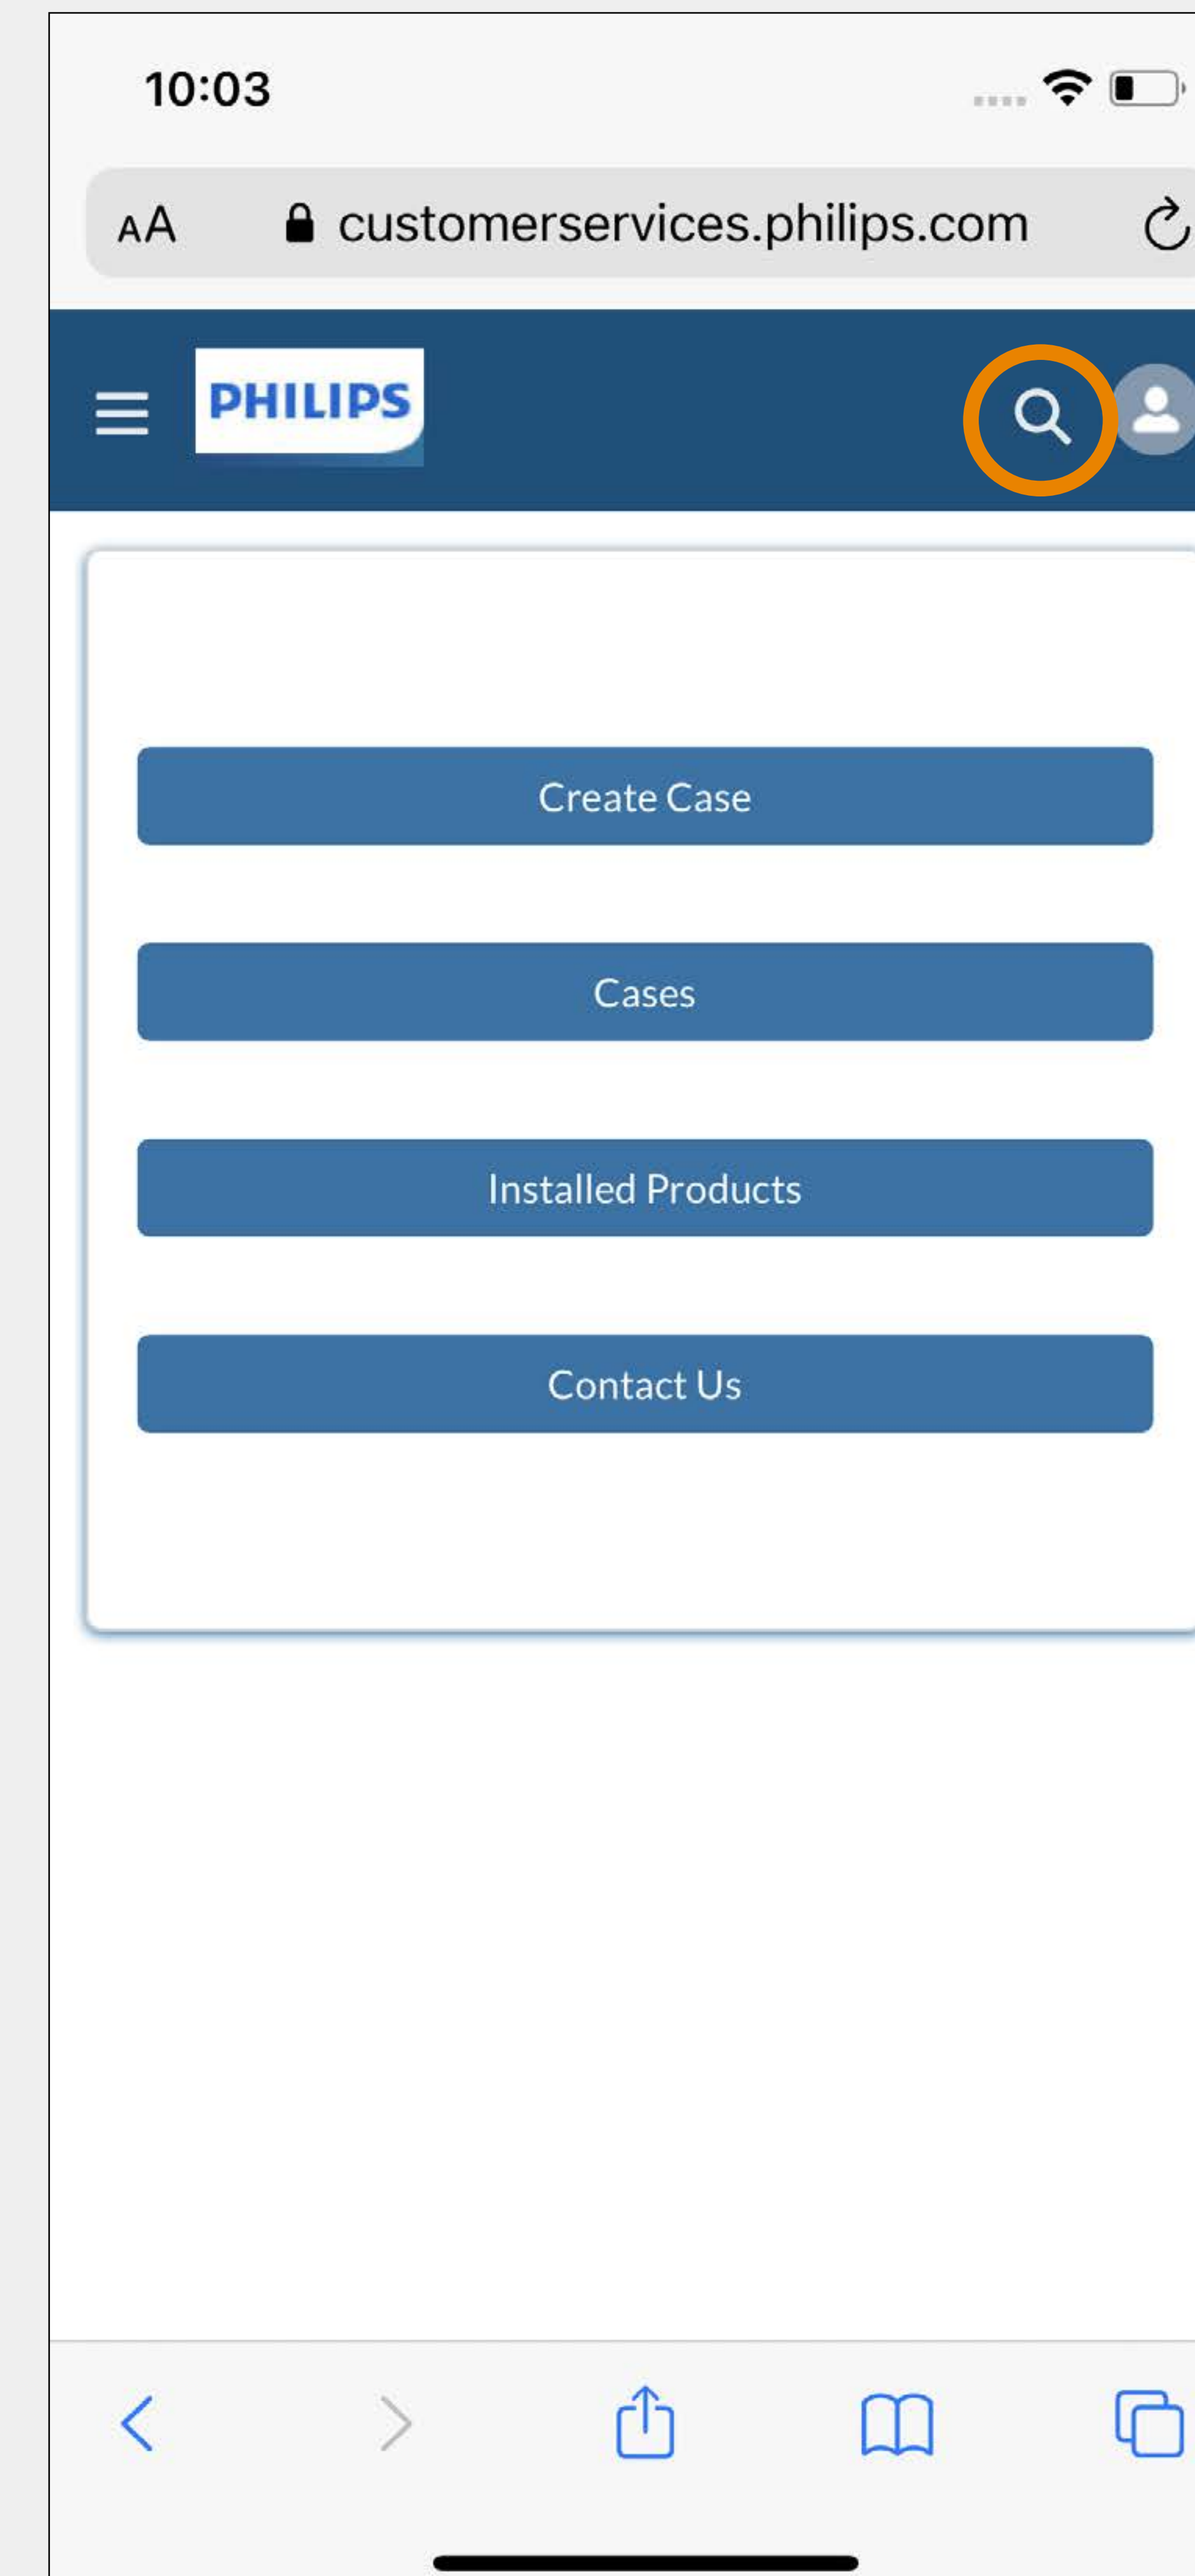 10:03
AA customerservices.philips.com
PHILIPS
Create Case
Cases
Installed Products
Contact Us